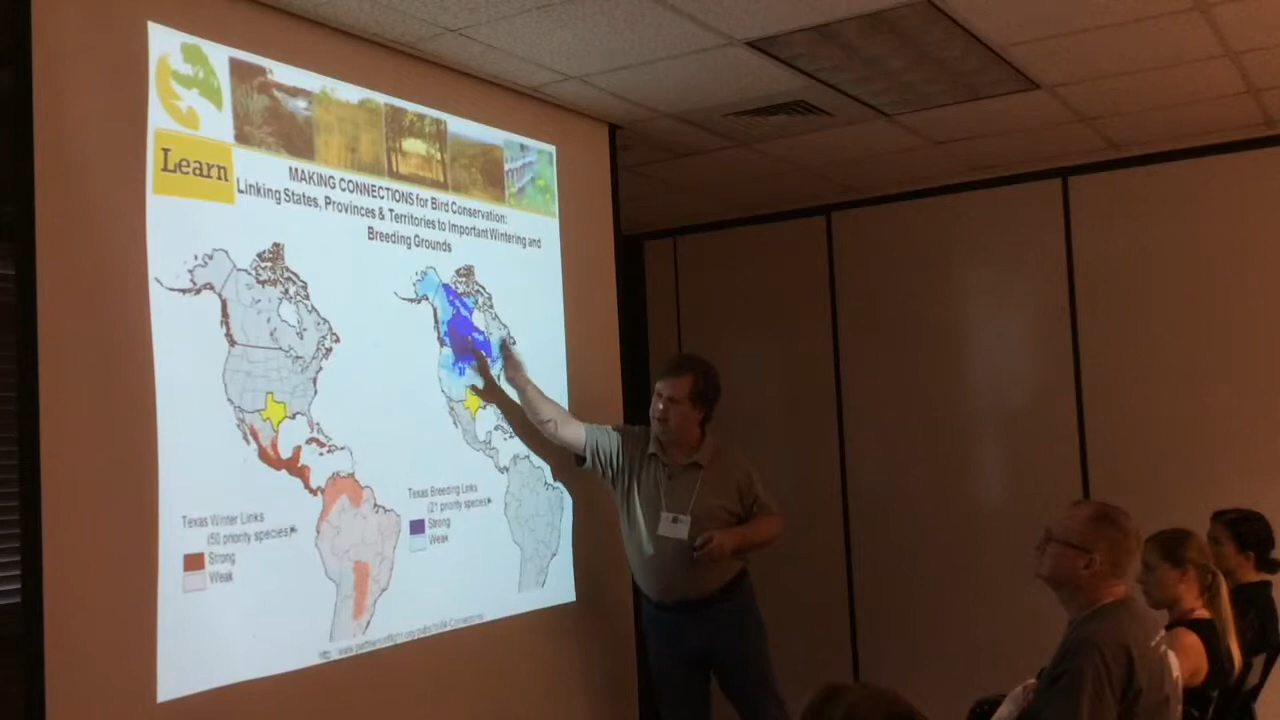 Learn
MAKING CONNECTIONS for Bird Conservation:
Linking States, Provinces & Territories to Important Wintering and
Breeding Grounds
Texas Winter Links
(50 priority species)*
Strong
Weak
Texas Breeding Links
(21 priority species)*
Strong
Weak